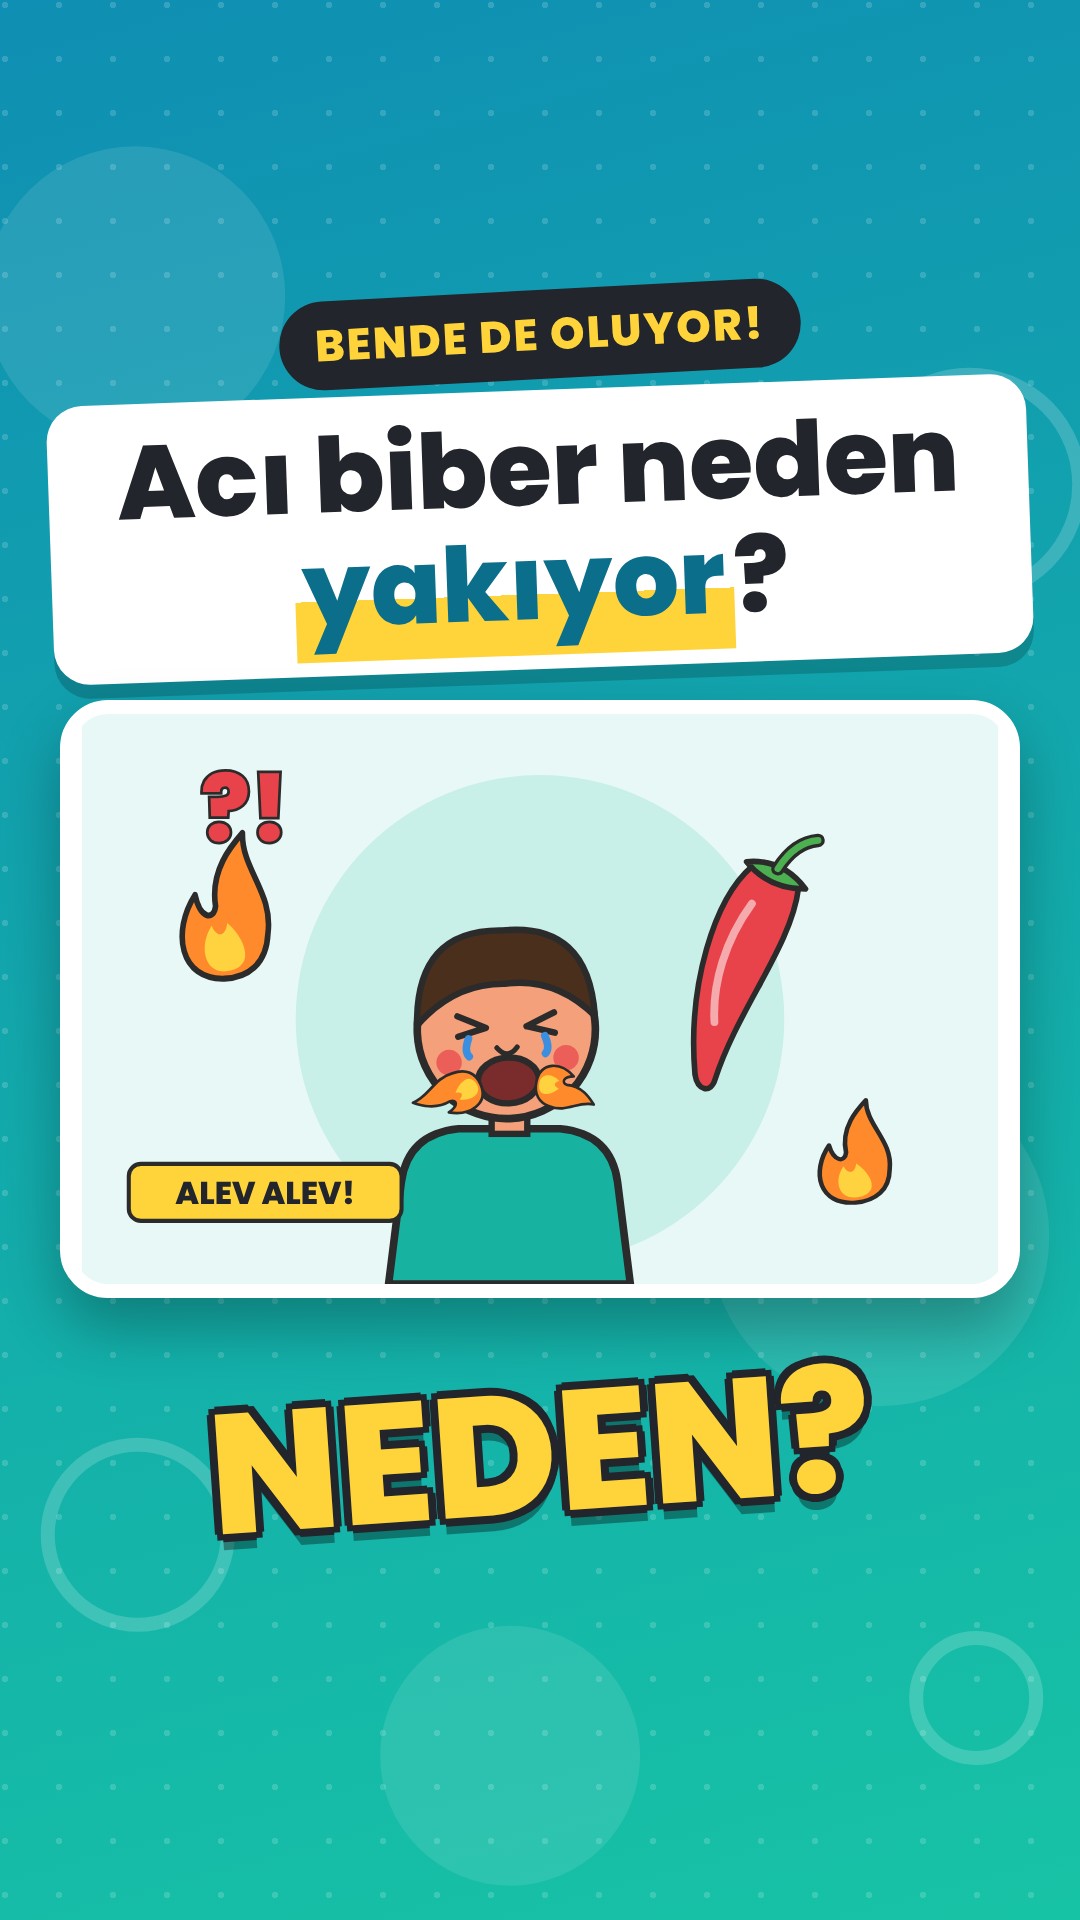 BENDE DE OLUYOR!
Acı biber neden
yakıyor?
?!
ALEV ALEV!
NEDEN?